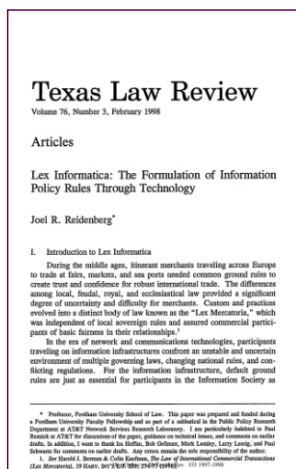 Texas Law Review
Volume 76, Number 3, February 1998
Articles
Lex Informatica: The Formulation of Information
Policy Rules Through Technology
Joel R. Reidenberg*
I. Introduction to Lex Informatica
During the middle ages, itinerant merchants traveling across Europe
to trade at fairs, markets, and sea ports needed common ground rules to
create trust and confidence for robust international trade. The differences
among local, feudal, royal, and ecclesiastical law provided a significant
degree of uncertainty and difficulty for merchants. Custom and practices
evolved into a distinct body of law known as the "Lex Mercatoria," which
was independent of local sovereign rules and assured commercial partici-
pants of basic fairness in their relationships.1
In the era of network and communications technologies, participants
traveling on information infrastructures confront an unstable and uncertain
environment of multiple governing laws, changing national rules, and con-
flicting regulations. For the information infrastructure, default ground
rules are just as essential for participants in the Information Society as
* Professor, Fordham University School of Law. This paper was prepared and funded during
a Fordham University Faculty Fellowship and as part of a sabbatical in the Public Policy Research
Department at AT&T Network Services Research Laboratory. I am particularly indebted to Paul
Resnick at AT&T for discussions of the paper, guidance on technical issues, and comments on earlier
drafts. In addition, I want to thank Ira Heffan, Bob Gellman, Mark Lemley, Larry Lessig, and Paul
Schwartz for comments on earlier drafts. Any errors remain the sole responsibility of the author.
1. See Harold J. Berman & Colin Kaufman, The Law of International Commercial Transactions
(Lex Mercatoria), 19 HARV. INT'L L.J. 221, 274-77 (1978).